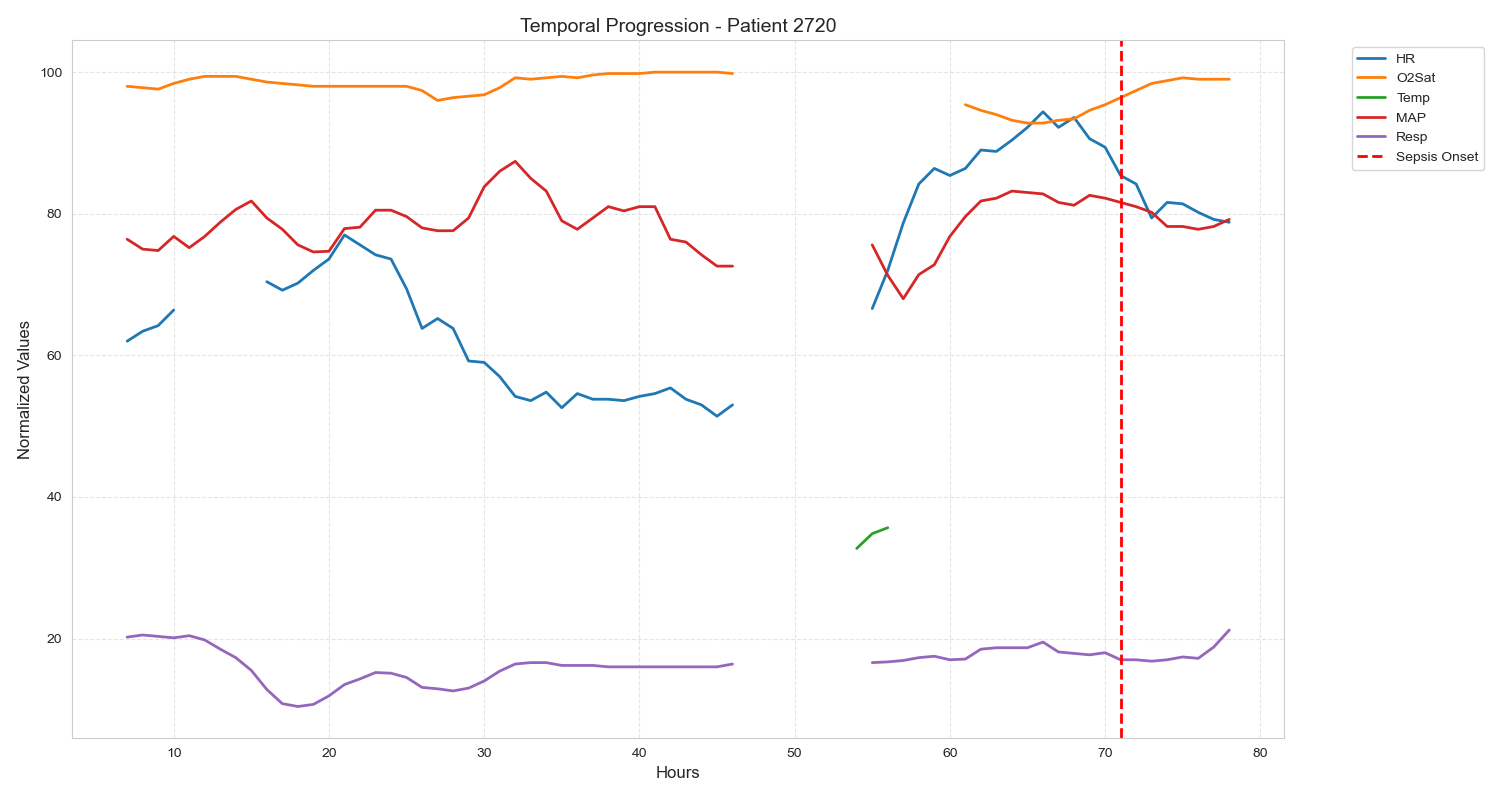 Temporal Progression - Patient 2720
HR
O2Sat
Temp
MAP
Resp
Sepsis Onset
Normalized Values
100
80
60
40
20
10 20 30 40 50 60 70 80
Hours